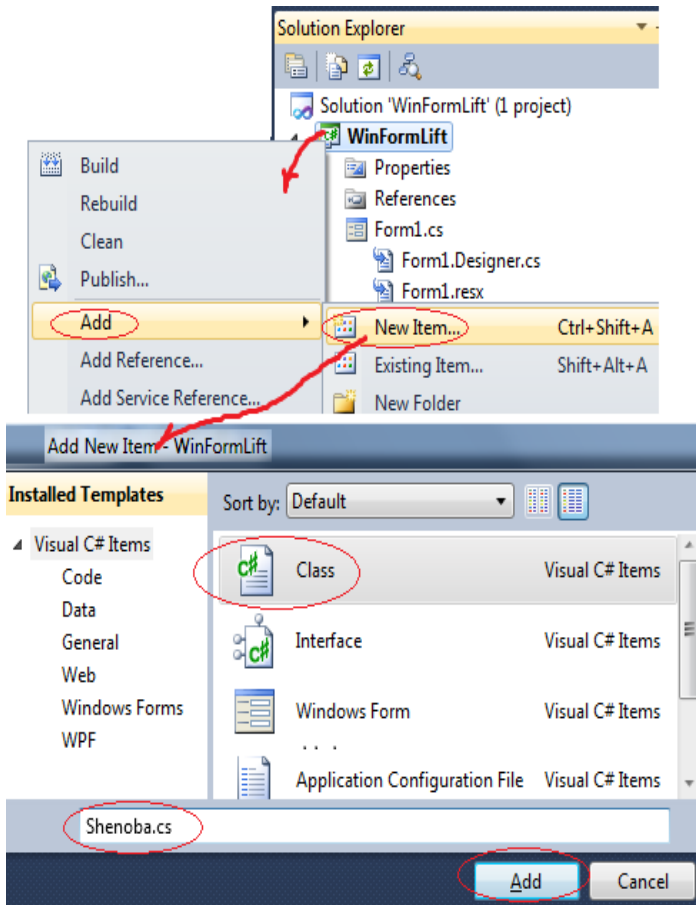 Solution Explorer
Solution 'WinFormLift' (1 project)
WinFormLift
Properties
References
Form1.cs
Form1.Designer.cs
Form1.resx
Build
Rebuild
Clean
Publish...
Add
Add Reference...
Add Service Reference...
New Item... Ctrl+Shift+A
Existing Item... Shift+Alt+A
New Folder
Add New Item - WinFormLift
Installed Templates
Sort by: Default
Visual C# Items
Code
Data
General
Web
Windows Forms
WPF
Class Visual C# Items
Interface Visual C# Items
Windows Form Visual C# Items
. . .
Application Configuration File Visual C# Items
Shenoba.cs
Add Cancel